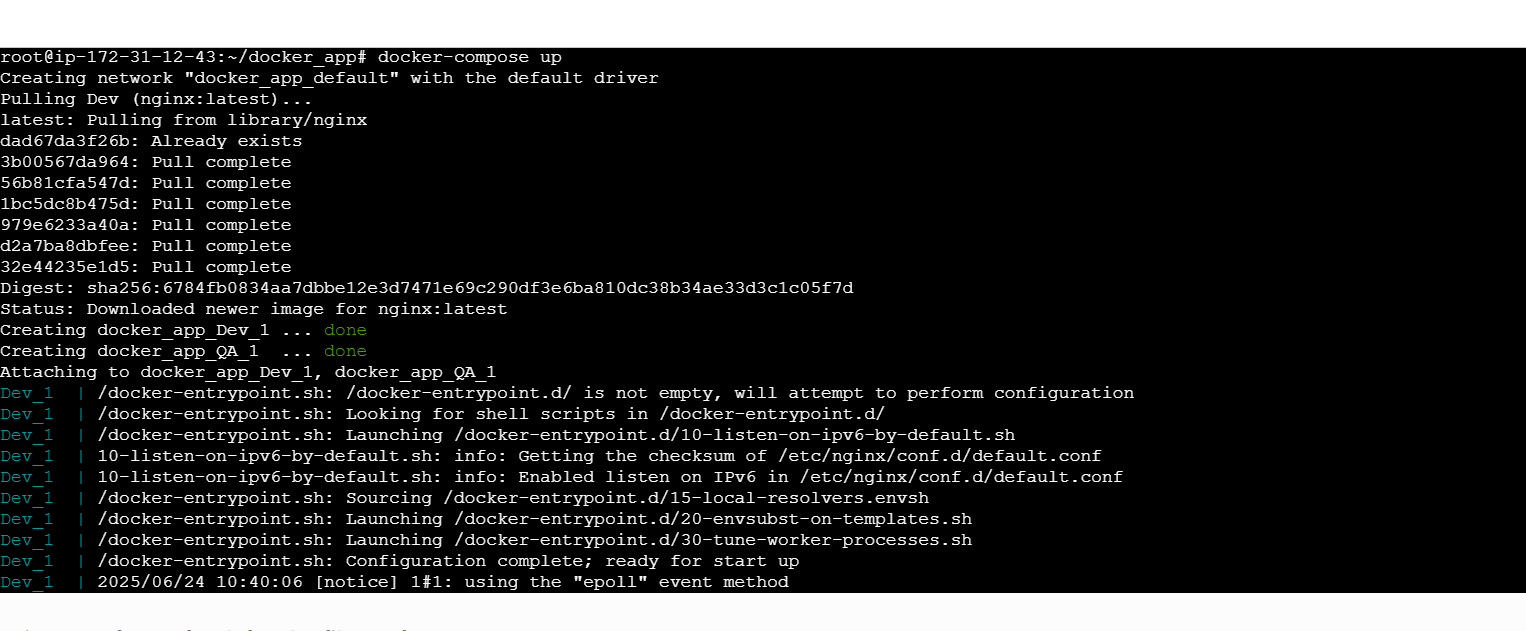 root@ip-172-31-12-43:~/docker_app# docker-compose up
Creating network "docker_app_default" with the default driver
Pulling Dev (nginx:latest)...
latest: Pulling from library/nginx
dad67da3f26b: Already exists
3b00567da964: Pull complete
56b81cfa547d: Pull complete
1bc5dc8b475d: Pull complete
979e6233a40a: Pull complete
d2a7ba8dbfee: Pull complete
32e44235e1d5: Pull complete
Digest: sha256:6784fb0834aa7dbbe12e3d7471e69c290df3e6ba810dc38b34ae33d3c1c05f7d
Status: Downloaded newer image for nginx:latest
Creating docker_app_Dev_1 ... done
Creating docker_app_QA_1  ... done
Attaching to docker_app_Dev_1, docker_app_QA_1
Dev_1  | /docker-entrypoint.sh: /docker-entrypoint.d/ is not empty, will attempt to perform configuration
Dev_1  | /docker-entrypoint.sh: Looking for shell scripts in /docker-entrypoint.d/
Dev_1  | /docker-entrypoint.sh: Launching /docker-entrypoint.d/10-listen-on-ipv6-by-default.sh
Dev_1  | 10-listen-on-ipv6-by-default.sh: info: Getting the checksum of /etc/nginx/conf.d/default.conf
Dev_1  | 10-listen-on-ipv6-by-default.sh: info: Enabled listen on IPv6 in /etc/nginx/conf.d/default.conf
Dev_1  | /docker-entrypoint.sh: Sourcing /docker-entrypoint.d/15-local-resolvers.envsh
Dev_1  | /docker-entrypoint.sh: Launching /docker-entrypoint.d/20-envsubst-on-templates.sh
Dev_1  | /docker-entrypoint.sh: Launching /docker-entrypoint.d/30-tune-worker-processes.sh
Dev_1  | /docker-entrypoint.sh: Configuration complete; ready for start up
Dev_1  | 2025/06/24 10:40:06 [notice] 1#1: using the "epoll" event method